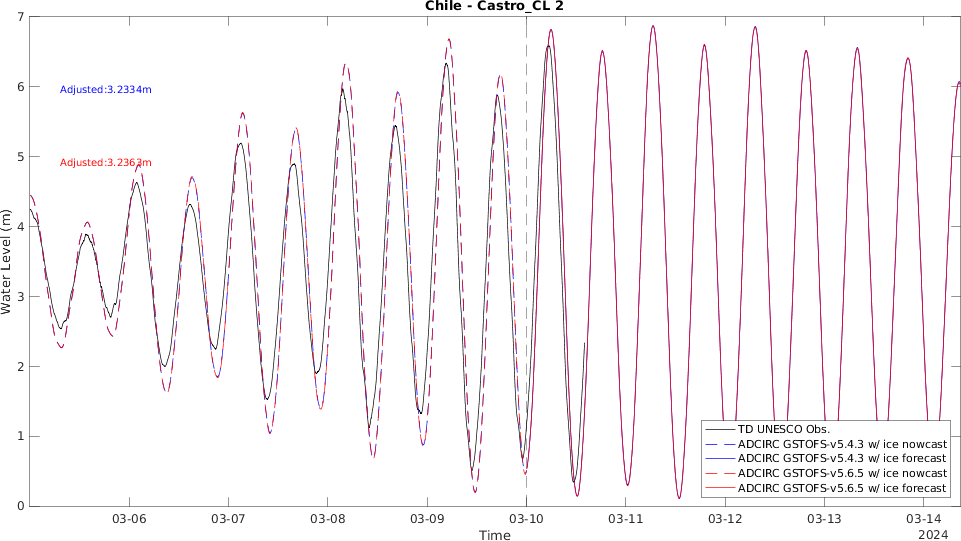 Chile - Castro_CL 2
7
6
5
4
3
2
1
0
Water Level (m)
Adjusted:3.2334m
Adjusted:3.2363m
TD UNESCO Obs.
ADCIRC GSTOFS-v5.4.3 w/ ice nowcast
ADCIRC GSTOFS-v5.4.3 w/ ice forecast
ADCIRC GSTOFS-v5.6.5 w/ ice nowcast
ADCIRC GSTOFS-v5.6.5 w/ ice forecast
03-06 03-07 03-08 03-09 03-10 03-11 03-12 03-13 03-14
Time
2024